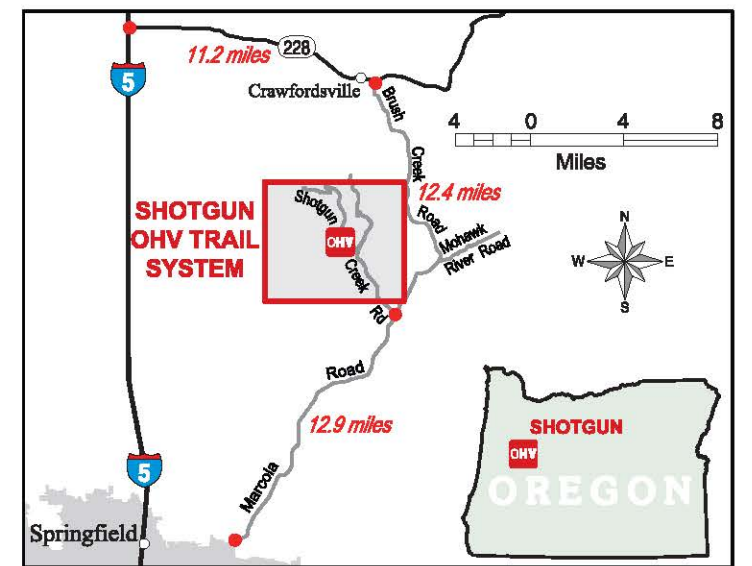 228
11.2 miles
5
Crawfordsville
Brush
Creek
Road
12.4 miles
4 0 4 8
Miles
SHOTGUN
OHV TRAIL
SYSTEM
Shotgun
OHV
Creek
Rd
Mohawk
River Road
N
W E
S
Road
12.9 miles
Marcola
5
Springfield
SHOTGUN
OHV
OREGON